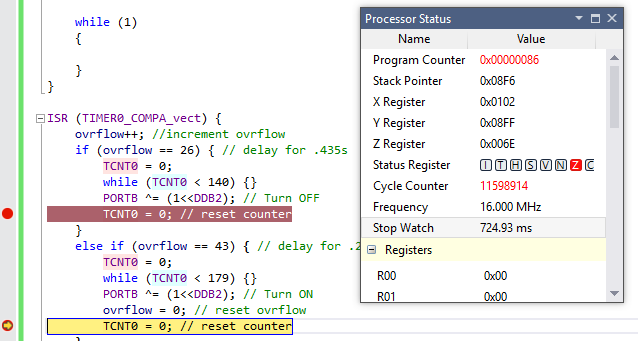 while (1)
{
}
}
ISR (TIMER0_COMPA_vect) {
ovrflow++; //increment ovrflow
if (ovrflow == 26) { // delay for .435s
TCNT0 = 0;
while (TCNT0 < 140) {}
PORTB ^= (1<<DDB2); // Turn OFF
TCNT0 = 0; // reset counter
}
else if (ovrflow == 43) { // delay for .2
TCNT0 = 0;
while (TCNT0 < 179) {}
PORTB ^= (1<<DDB2); // Turn ON
ovrflow = 0; // reset ovrflow
TCNT0 = 0; // reset counter
Processor Status
Name Value
Program Counter 0x00000086
Stack Pointer 0x08F6
X Register 0x0102
Y Register 0x08FF
Z Register 0x006E
Status Register I T H S V N Z C
Cycle Counter 11598914
Frequency 16.000 MHz
Stop Watch 724.93 ms
Registers
R00 0x00
R01 0x00